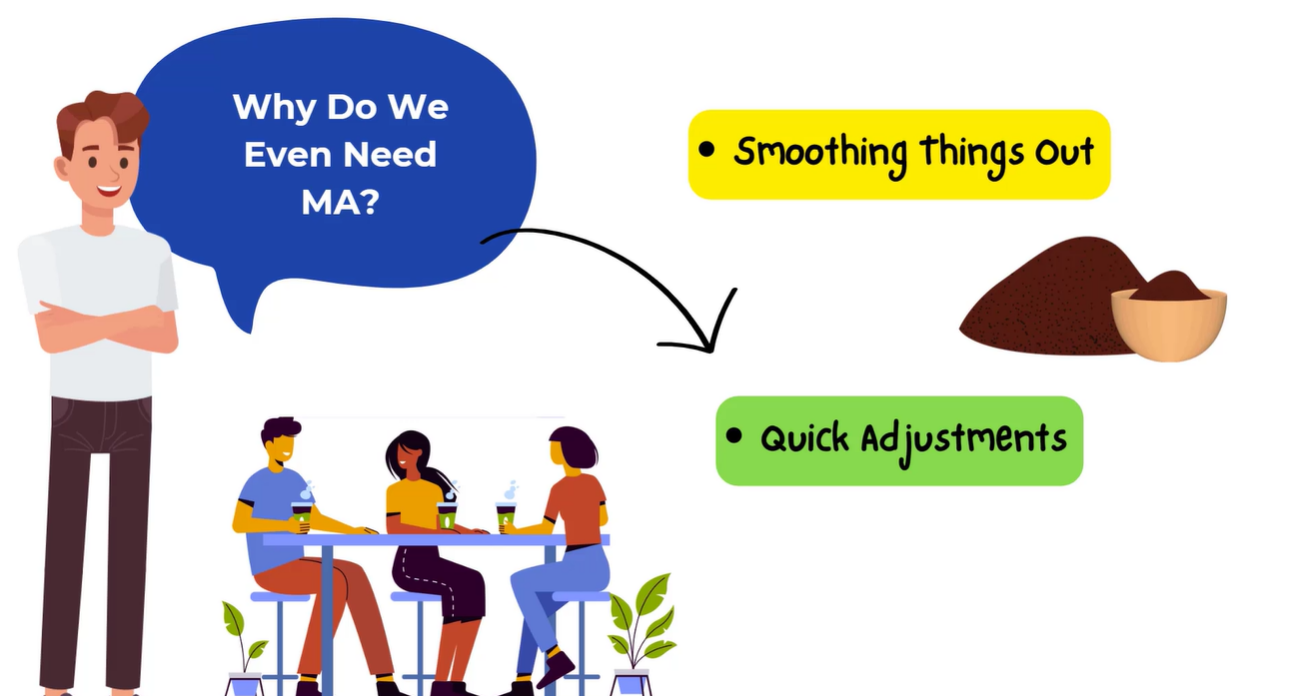 Why Do We
Even Need
MA?
• Smoothing Things Out
• Quick Adjustments